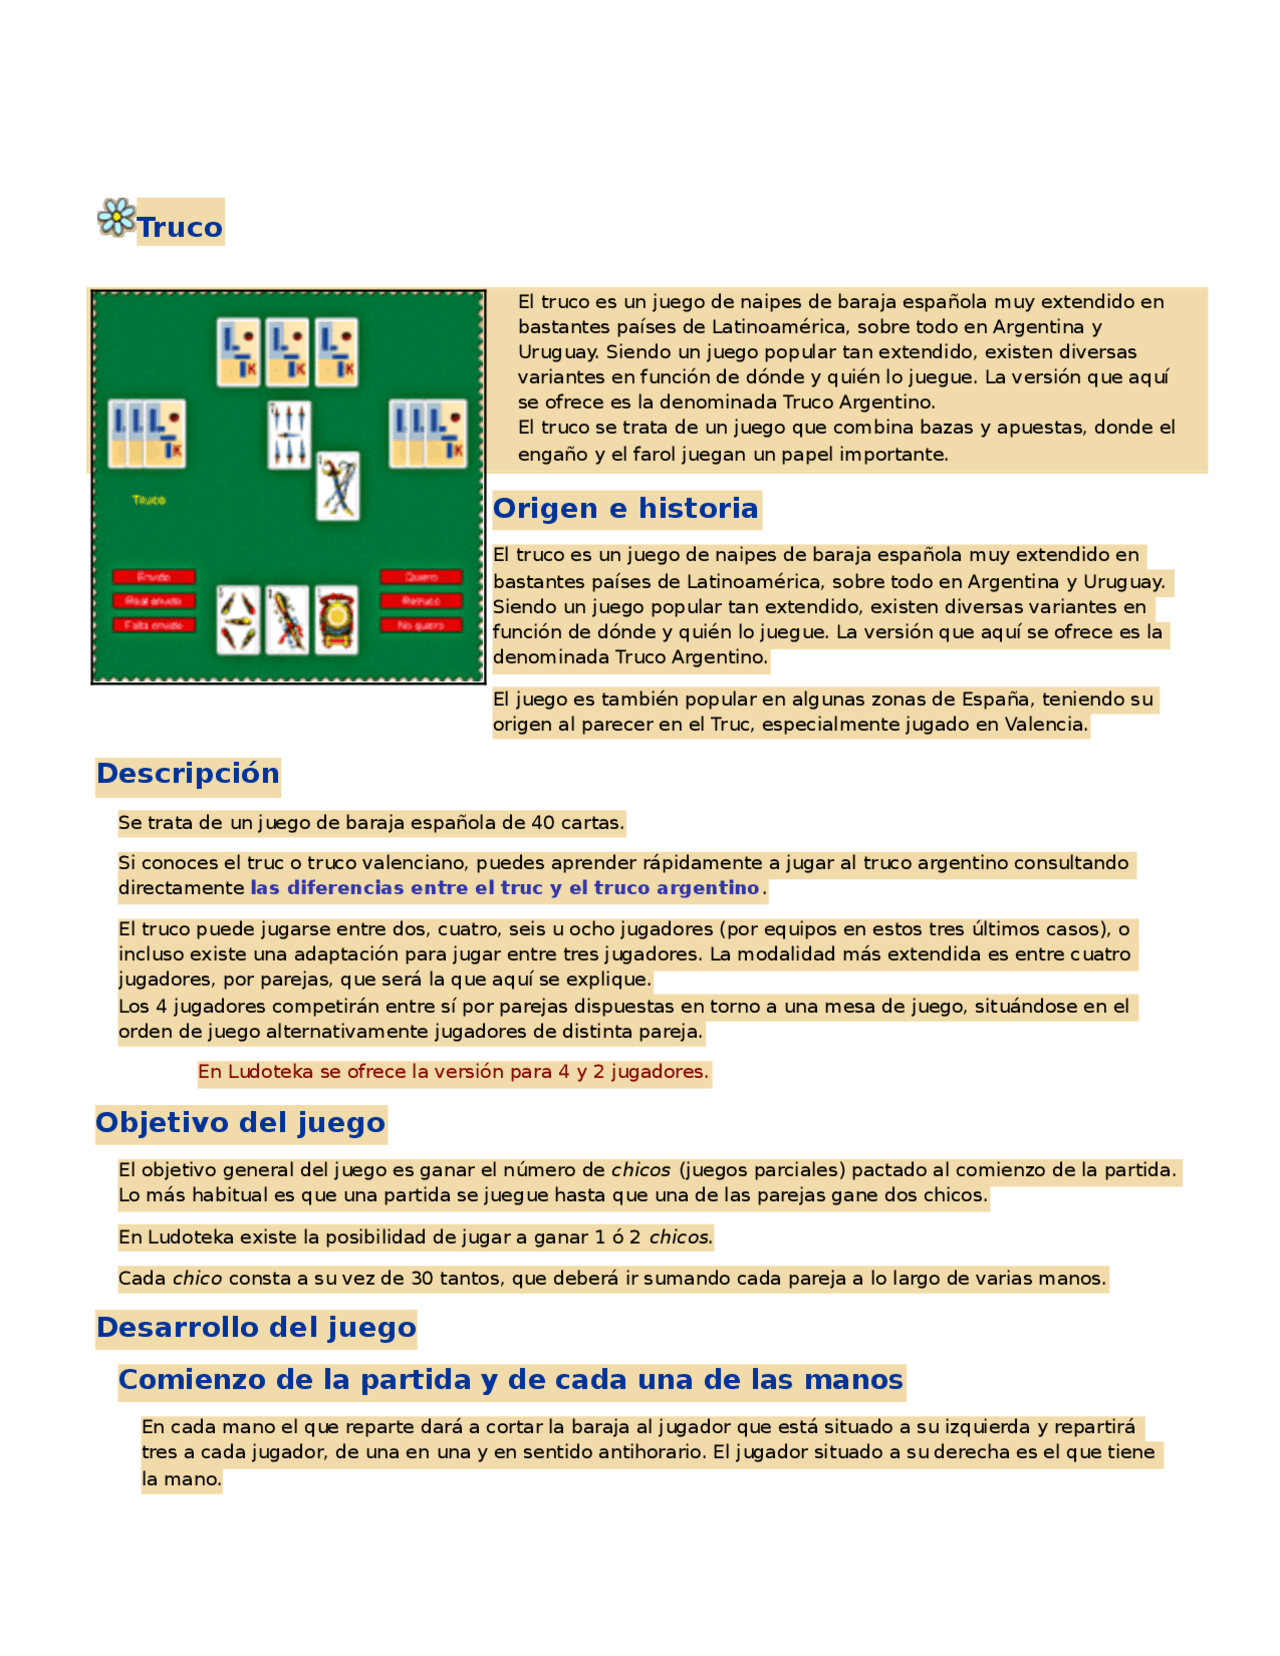 Truco
El truco es un juego de naipes de baraja española muy extendido en
bastantes países de Latinoamérica, sobre todo en Argentina y
Uruguay. Siendo un juego popular tan extendido, existen diversas
variantes en función de dónde y quién lo juegue. La versión que aquí
se ofrece es la denominada Truco Argentino.
El truco se trata de un juego que combina bazas y apuestas, donde el
engaño y el farol juegan un papel importante.
Truco
Envido
Real envido
Falta envido
Quiero
Retruco
No quiero
Origen e historia
El truco es un juego de naipes de baraja española muy extendido en
bastantes países de Latinoamérica, sobre todo en Argentina y Uruguay.
Siendo un juego popular tan extendido, existen diversas variantes en
función de dónde y quién lo juegue. La versión que aquí se ofrece es la
denominada Truco Argentino.
El juego es también popular en algunas zonas de España, teniendo su
origen al parecer en el Truc, especialmente jugado en Valencia.
Descripción
Se trata de un juego de baraja española de 40 cartas.
Si conoces el truc o truco valenciano, puedes aprender rápidamente a jugar al truco argentino consultando
directamente las diferencias entre el truc y el truco argentino.
El truco puede jugarse entre dos, cuatro, seis u ocho jugadores (por equipos en estos tres últimos casos), o
incluso existe una adaptación para jugar entre tres jugadores. La modalidad más extendida es entre cuatro
jugadores, por parejas, que será la que aquí se explique.
Los 4 jugadores competirán entre sí por parejas dispuestas en torno a una mesa de juego, situándose en el
orden de juego alternativamente jugadores de distinta pareja.
En Ludoteka se ofrece la versión para 4 y 2 jugadores.
Objetivo del juego
El objetivo general del juego es ganar el número de chicos (juegos parciales) pactado al comienzo de la partida.
Lo más habitual es que una partida se juegue hasta que una de las parejas gane dos chicos.
En Ludoteka existe la posibilidad de jugar a ganar 1 ó 2 chicos.
Cada chico consta a su vez de 30 tantos, que deberá ir sumando cada pareja a lo largo de varias manos.
Desarrollo del juego
Comienzo de la partida y de cada una de las manos
En cada mano el que reparte dará a cortar la baraja al jugador que está situado a su izquierda y repartirá
tres a cada jugador, de una en una y en sentido antihorario. El jugador situado a su derecha es el que tiene
la mano.